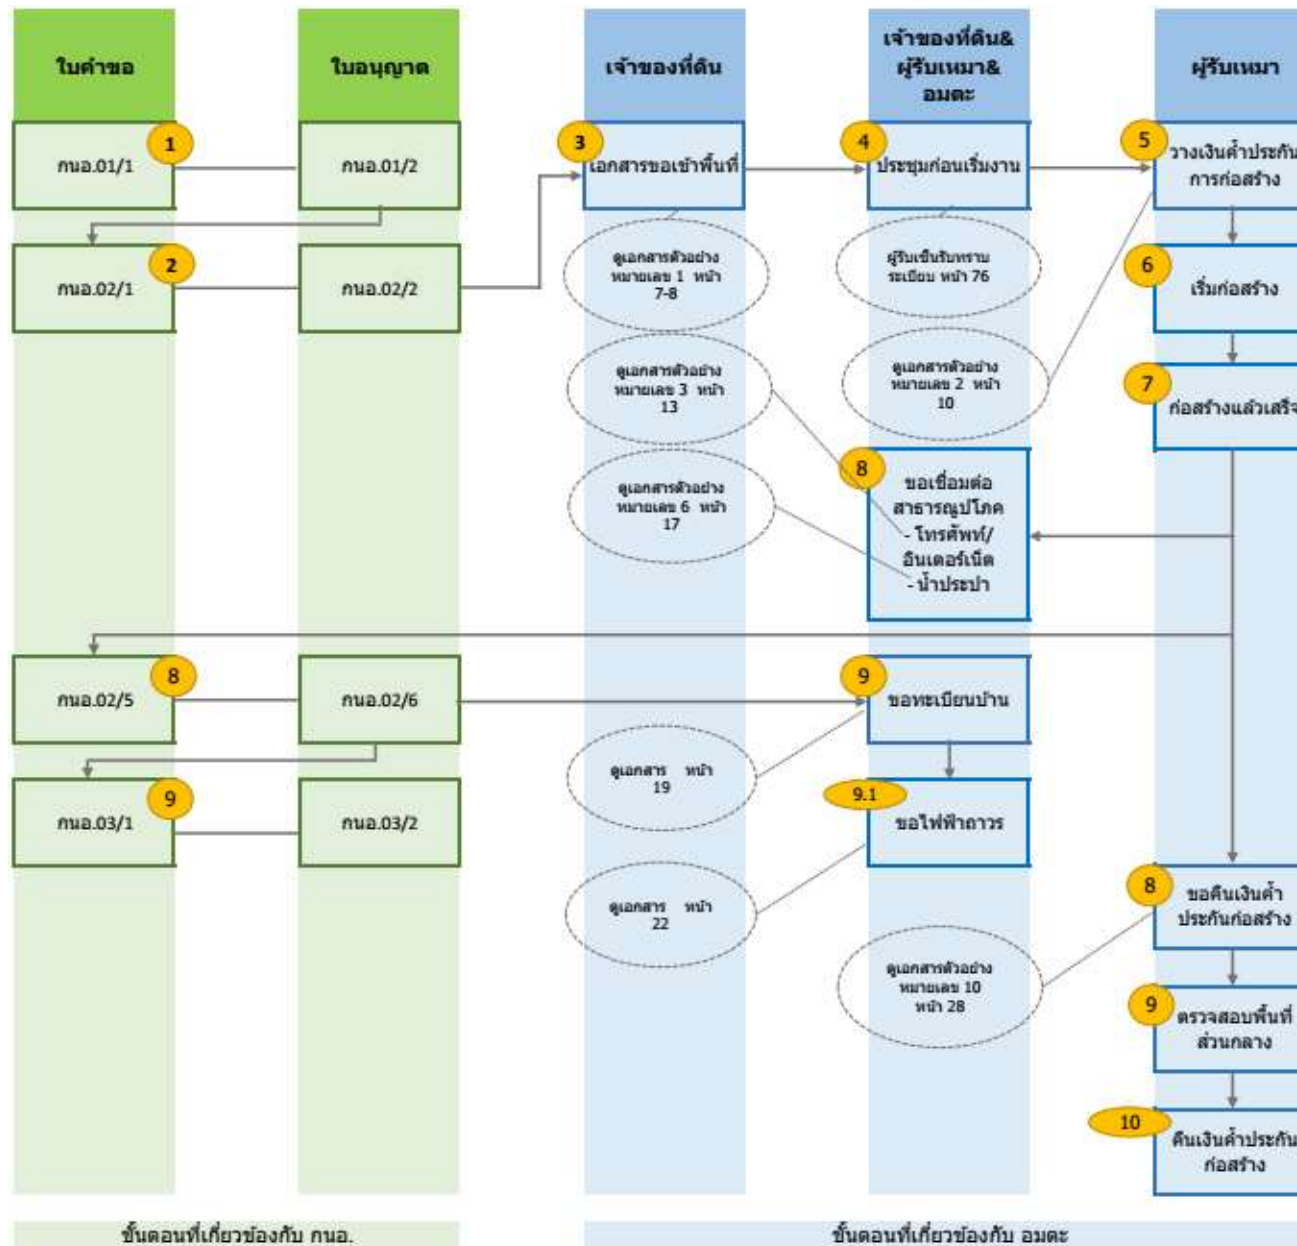 ใบคำขอ
ใบอนุญาต
เจ้าของที่ดิน
เจ้าของที่ดิน&
ผู้รับเหมา&
อมตะ
ผู้รับเหมา
1
กนอ.01/1
กนอ.01/2
3
เอกสารขอเข้าพื้นที่
4
ประชุมก่อนเริ่มงาน
5
วางเงินค้ำประกัน
การก่อสร้าง
2
กนอ.02/1
กนอ.02/2
ดูเอกสารตัวอย่าง
หมายเลข 1 หน้า
7-8
ผู้รับเซ็นรับทราบ
ระเบียบ หน้า 76
6
เริ่มก่อสร้าง
ดูเอกสารตัวอย่าง
หมายเลข 3 หน้า
13
ดูเอกสารตัวอย่าง
หมายเลข 2 หน้า
10
7
ก่อสร้างแล้วเสร็จ
ดูเอกสารตัวอย่าง
หมายเลข 6 หน้า
17
8
ขอเชื่อมต่อ
สาธารณูปโภค
- โทรศัพท์/
อินเตอร์เน็ต
- น้ำประปา
8
กนอ.02/5
กนอ.02/6
9
ขอทะเบียนบ้าน
ดูเอกสาร หน้า
19
9
กนอ.03/1
กนอ.03/2
9.1
ขอไฟฟ้าถาวร
ดูเอกสาร หน้า
22
8
ขอคืนเงินค้ำ
ประกันก่อสร้าง
ดูเอกสารตัวอย่าง
หมายเลข 10
หน้า 28
9
ตรวจสอบพื้นที่
ส่วนกลาง
10
คืนเงินค้ำประกัน
ก่อสร้าง
ขั้นตอนที่เกี่ยวข้องกับ กนอ.
ขั้นตอนที่เกี่ยวข้องกับ อมตะ